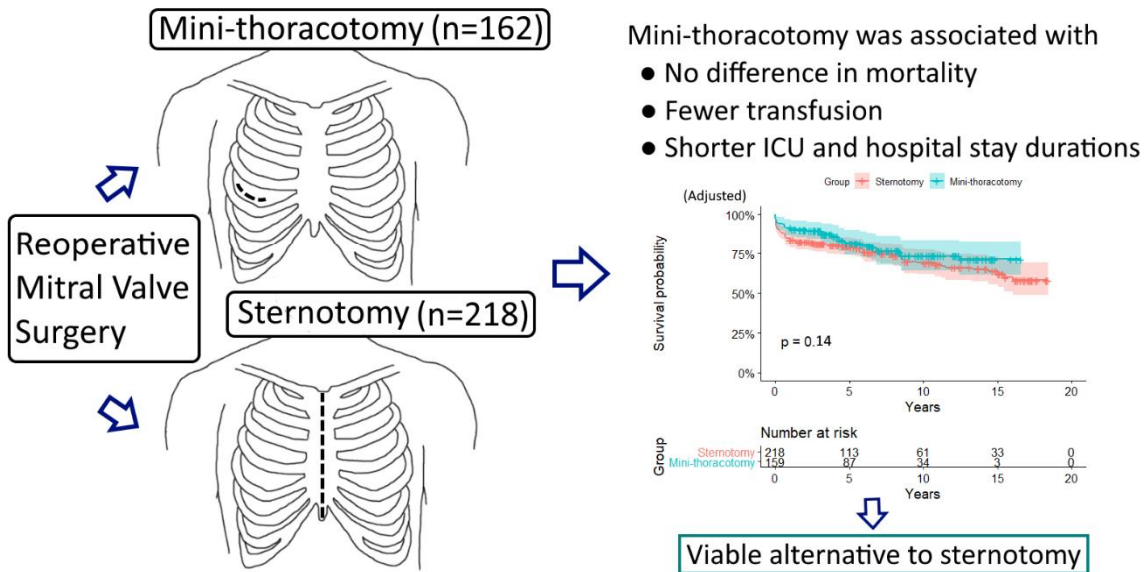 Mini-thoracotomy (n=162)
Reoperative
Mitral Valve
Surgery
Sternotomy (n=218)
Mini-thoracotomy was associated with
● No difference in mortality
● Fewer transfusion
● Shorter ICU and hospital stay durations
Group Sternotomy Mini-thoracotomy
(Adjusted)
100%
75%
50%
25%
0%
Survival probability
p = 0.14
0 5 10 15 20
Years
Number at risk
Group
Sternotomy 218 113 61 33 0
Mini-thoracotomy 159 87 34 3 0
0 5 10 15 20
Years
Viable alternative to sternotomy